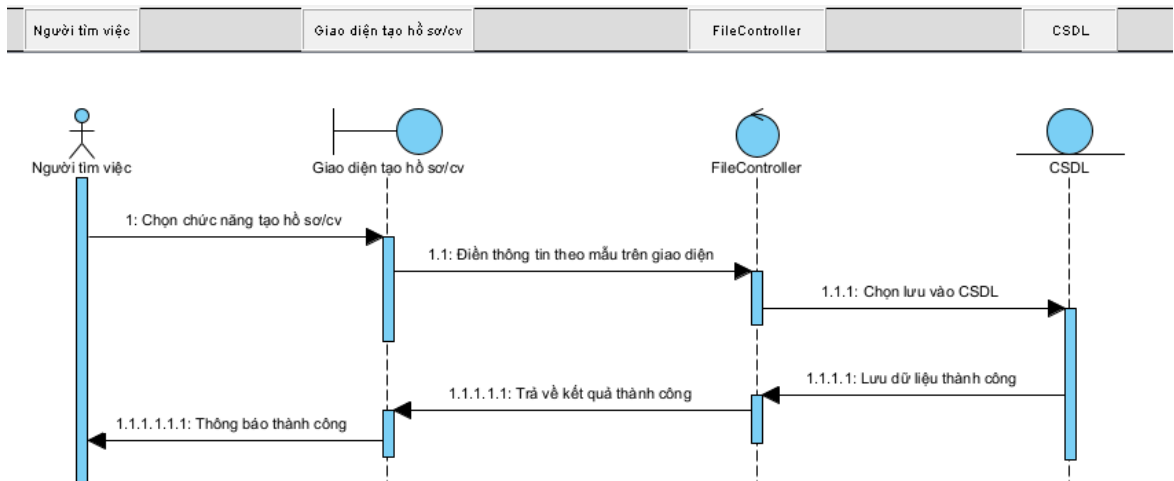 Người tìm việc
Giao diện tạo hồ sơ/cv
FileController
CSDL
Người tìm việc
Giao diện tạo hồ sơ/cv
FileController
CSDL
1: Chọn chức năng tạo hồ sơ/cv
1.1: Điền thông tin theo mẫu trên giao diện
1.1.1: Chọn lưu vào CSDL
1.1.1.1: Lưu dữ liệu thành công
1.1.1.1.1: Trả về kết quả thành công
1.1.1.1.1.1: Thông báo thành công